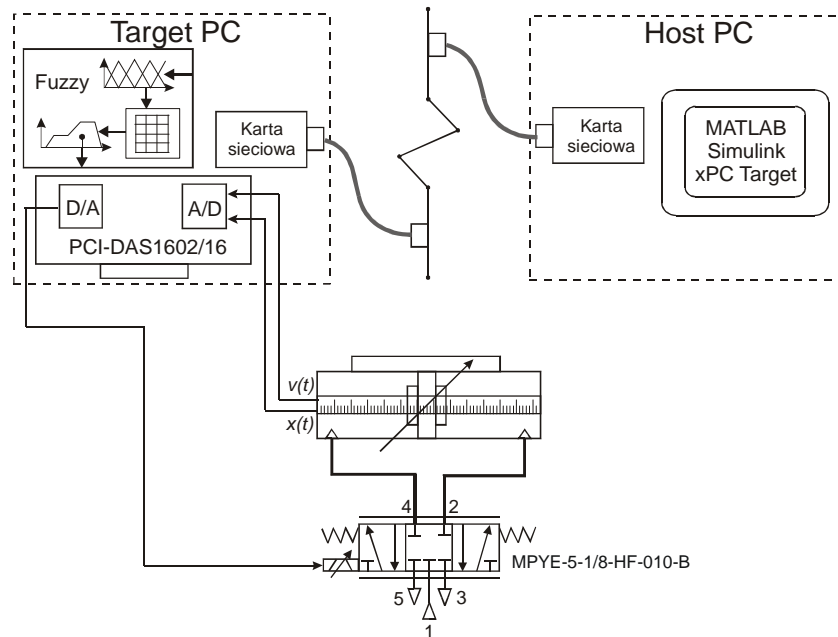 Target PC
Host PC
Fuzzy
Karta
sieciowa
Karta
sieciowa
MATLAB
Simulink
xPC Target
D/A
A/D
PCI-DAS1602/16
v(t)
x(t)
4
2
MPYE-5-1/8-HF-010-B
5
3
1